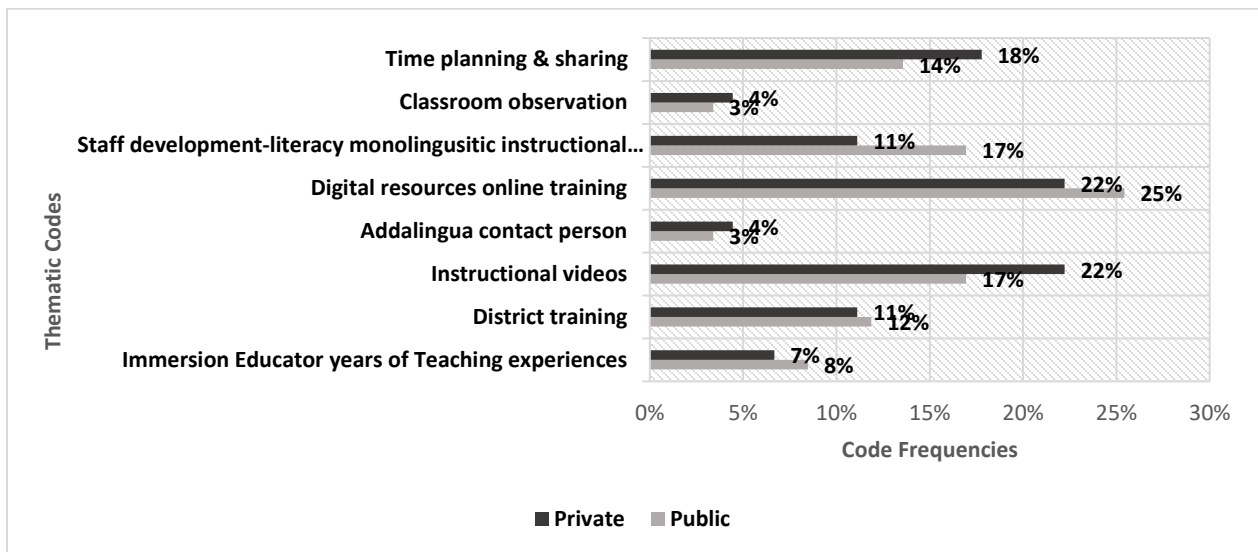 Thematic Codes
Time planning & sharing
18%
14%
Classroom observation
4%
3%
Staff development-literacy monolingusitic instructional...
11%
17%
Digital resources online training
22%
25%
Addalingua contact person
4%
3%
Instructional videos
22%
17%
District training
11%
12%
Immersion Educator years of Teaching experiences
7%
8%
0% 5% 10% 15% 20% 25% 30%
Code Frequencies
Private Public